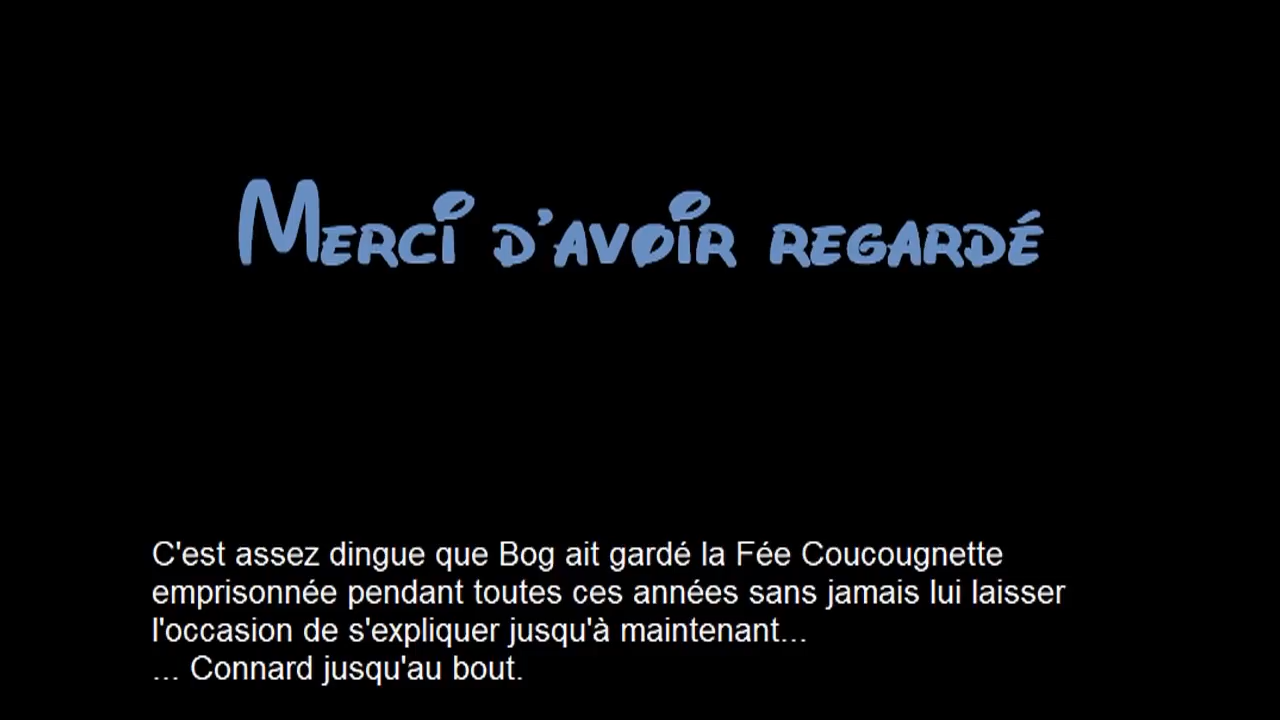 Merci d'avoir regardé
C'est assez dingue que Bog ait gardé la Fée Coucougnette
emprisonnée pendant toutes ces années sans jamais lui laisser
l'occasion de s'expliquer jusqu'à maintenant...
... Connard jusqu'au bout.